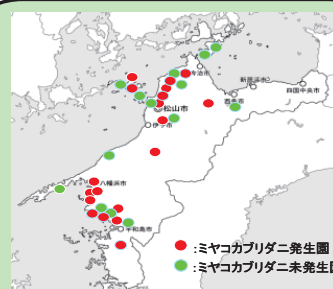 今治市
新居浜市
四国中央市
西条市
松山市
伊予市
八幡浜市
宇和島市
:ミヤコカブリダニ発生園
:ミヤコカブリダニ未発生園